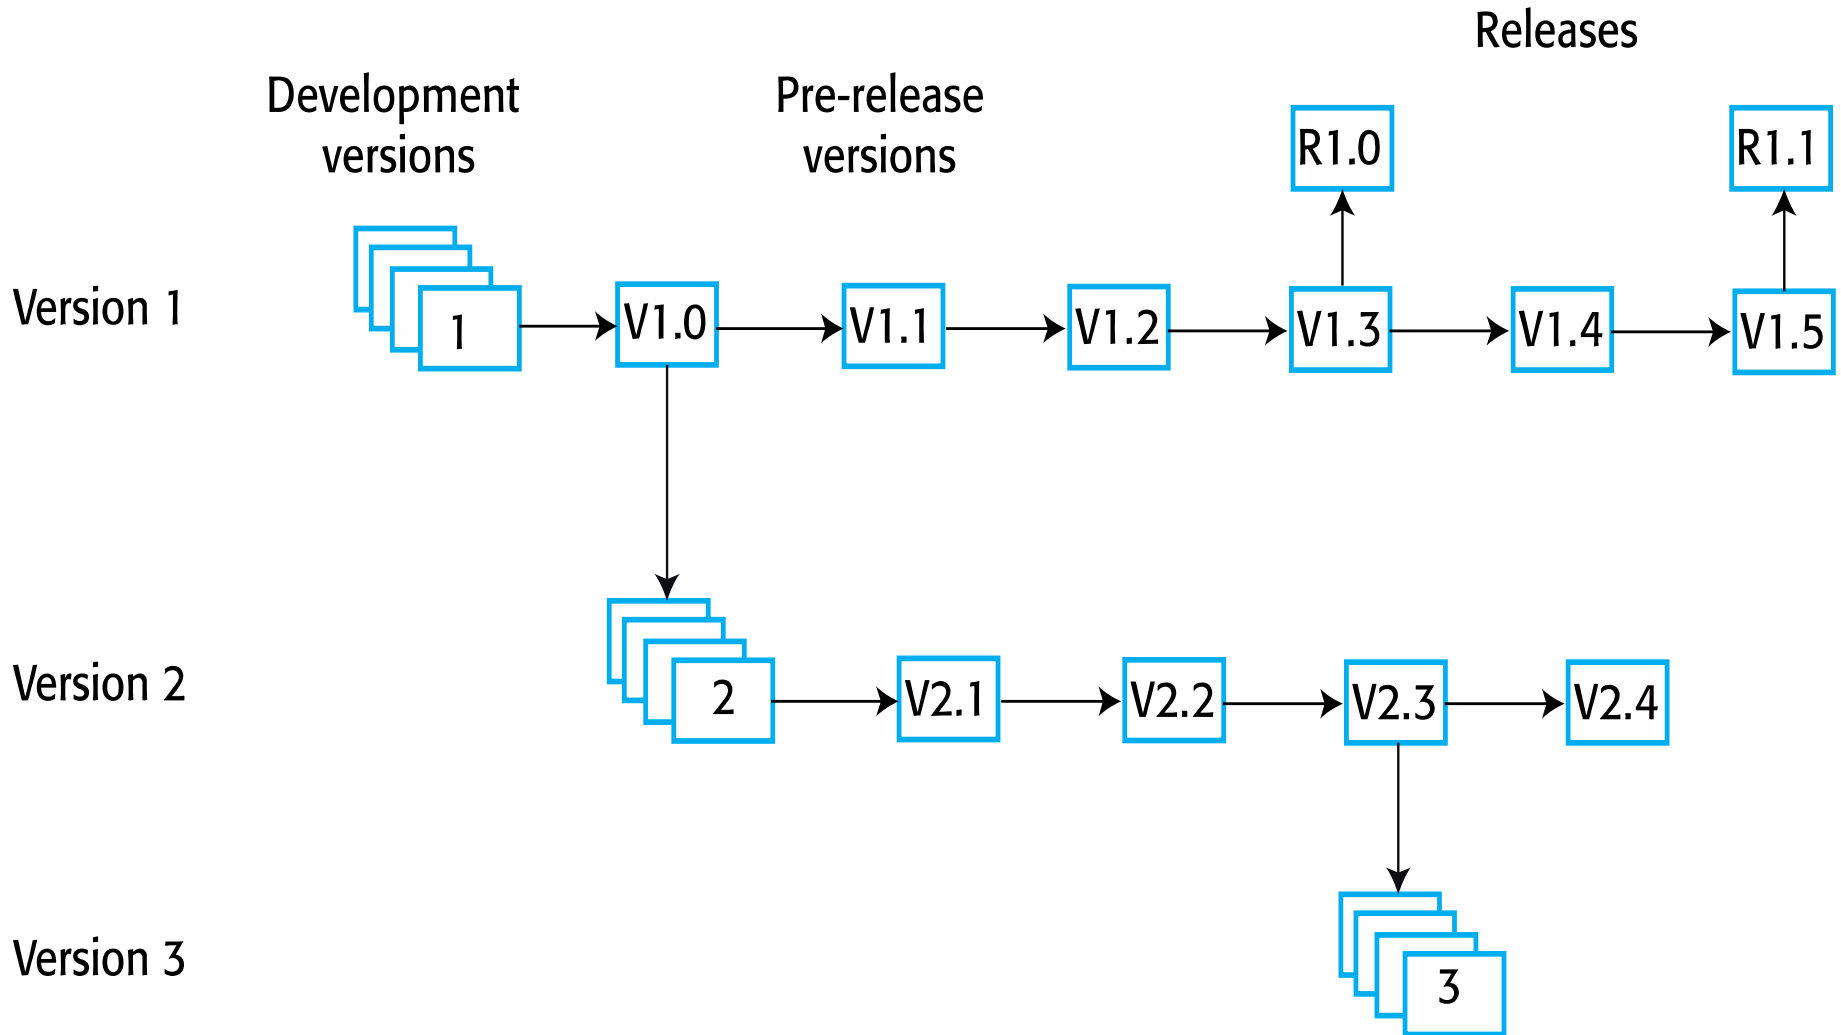 Releases
Development
versions
Pre-release
versions
R1.0
R1.1
Version 1
1
V1.0
V1.1
V1.2
V1.3
V1.4
V1.5
Version 2
2
V2.1
V2.2
V2.3
V2.4
Version 3
3